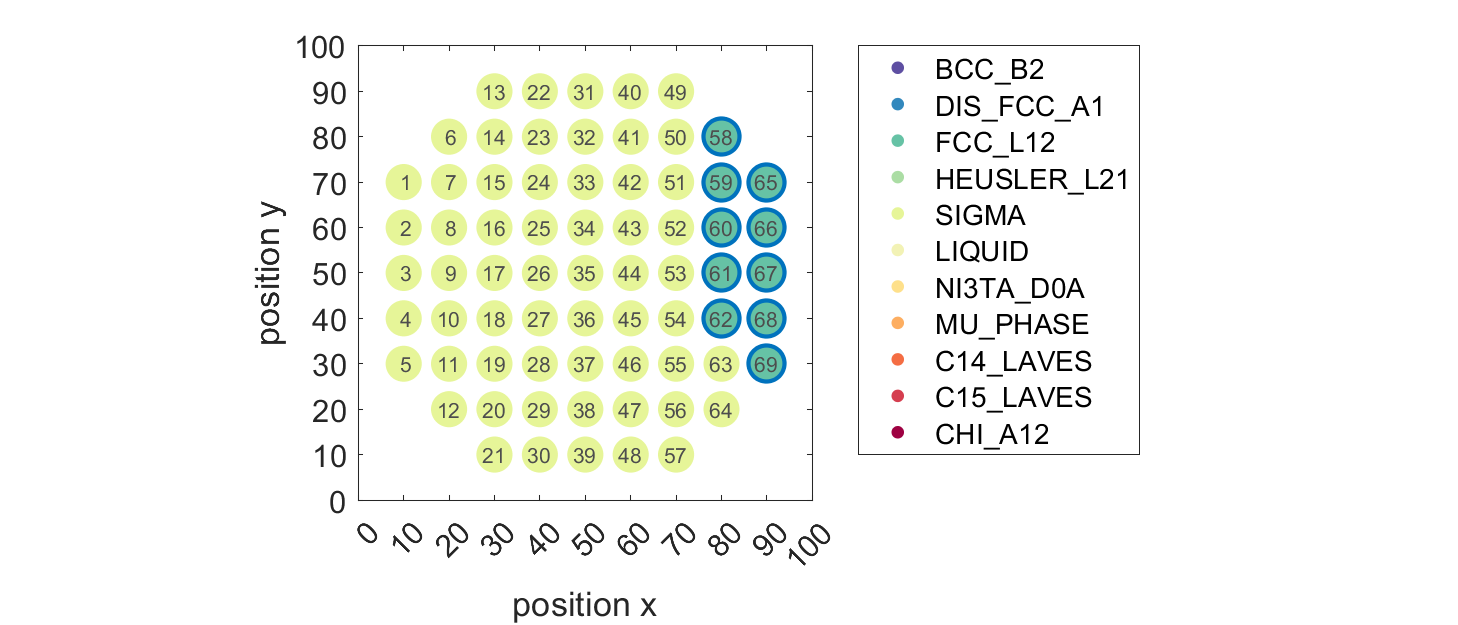 100
90 13 22 31 40 49
80 6 14 23 32 41 50 58
70 1 7 15 24 33 42 51 59 65
60 2 8 16 25 34 43 52 60 66
50 3 9 17 26 35 44 53 61 67
40 4 10 18 27 36 45 54 62 68
30 5 11 19 28 37 46 55 63 69
20 12 20 29 38 47 56 64
10 21 30 39 48 57
0
0 10 20 30 40 50 60 70 80 90 100
position x
position y
BCC_B2
DIS_FCC_A1
FCC_L12
HEUSLER_L21
SIGMA
LIQUID
NI3TA_D0A
MU_PHASE
C14_LAVES
C15_LAVES
CHI_A12